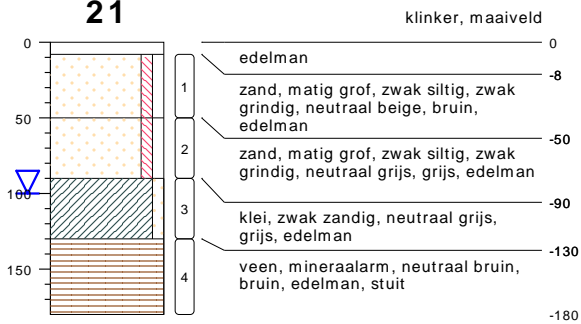 21
klinker, maaiveld
0
0
edelman
-8
zand, matig grof, zwak siltig, zwak
grindig, neutraal beige, bruin,
edelman
1
50
-50
zand, matig grof, zwak siltig, zwak
grindig, neutraal grijs, grijs, edelman
2
-90
100
klei, zwak zandig, neutraal grijs,
grijs, edelman
3
-130
150
veen, mineraalarm, neutraal bruin,
bruin, edelman, stuit
4
-180